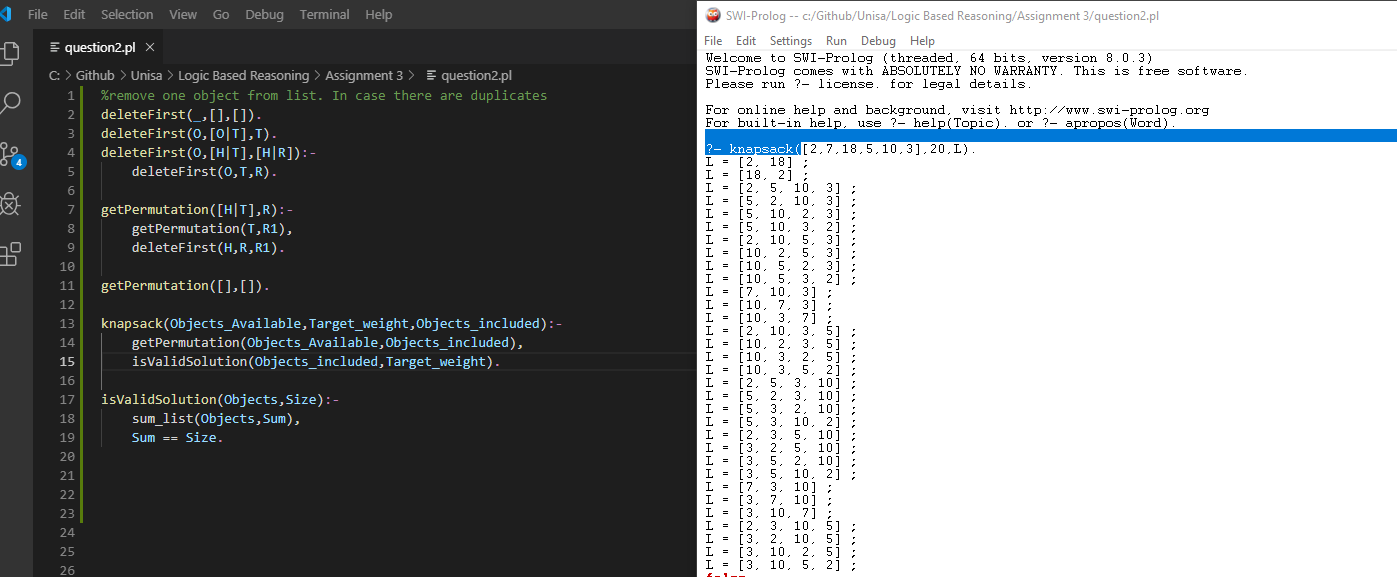 File Edit Selection View Go Debug Terminal Help
question2.pl
C: > Github > Unisa > Logic Based Reasoning > Assignment 3 > question2.pl
1 %remove one object from list. In case there are duplicates
2 deleteFirst(_,[],[]).
3 deleteFirst(O,[O|T],T).
4 deleteFirst(O,[H|T],[H|R]):-
5 deleteFirst(O,T,R).
6
7 getPermutation([H|T],R):-
8 getPermutation(T,R1),
9 deleteFirst(H,R,R1).
10
11 getPermutation([],[]).
12
13 knapsack(Objects_Available,Target_weight,Objects_included):-
14 getPermutation(Objects_Available,Objects_included),
15 isValidSolution(Objects_included,Target_weight).
16
17 isValidSolution(Objects,Size):-
18 sum_list(Objects,Sum),
19 Sum == Size.
20
21
22
23
24
25
26
4
SWI-Prolog -- c:/Github/Unisa/Logic Based Reasoning/Assignment 3/question2.pl
File Edit Settings Run Debug Help
Welcome to SWI-Prolog (threaded, 64 bits, version 8.0.3)
SWI-Prolog comes with ABSOLUTELY NO WARRANTY. This is free software.
Please run ?- license. for legal details.
For online help and background, visit http://www.swi-prolog.org
For built-in help, use ?- help(Topic). or ?- apropos(Word).
?- knapsack([2,7,18,5,10,3],20,L).
L = [2, 18] ;
L = [18, 2] ;
L = [2, 5, 10, 3] ;
L = [5, 2, 10, 3] ;
L = [5, 10, 2, 3] ;
L = [5, 10, 3, 2] ;
L = [2, 10, 5, 3] ;
L = [10, 2, 5, 3] ;
L = [10, 5, 2, 3] ;
L = [10, 5, 3, 2] ;
L = [7, 10, 3] ;
L = [10, 7, 3] ;
L = [10, 3, 7] ;
L = [2, 10, 3, 5] ;
L = [10, 2, 3, 5] ;
L = [10, 3, 2, 5] ;
L = [10, 3, 5, 2] ;
L = [2, 5, 3, 10] ;
L = [5, 2, 3, 10] ;
L = [5, 3, 2, 10] ;
L = [5, 3, 10, 2] ;
L = [2, 3, 5, 10] ;
L = [3, 2, 5, 10] ;
L = [3, 5, 2, 10] ;
L = [3, 5, 10, 2] ;
L = [7, 3, 10] ;
L = [3, 7, 10] ;
L = [3, 10, 7] ;
L = [2, 3, 10, 5] ;
L = [3, 2, 10, 5] ;
L = [3, 10, 2, 5] ;
L = [3, 10, 5, 2] ;